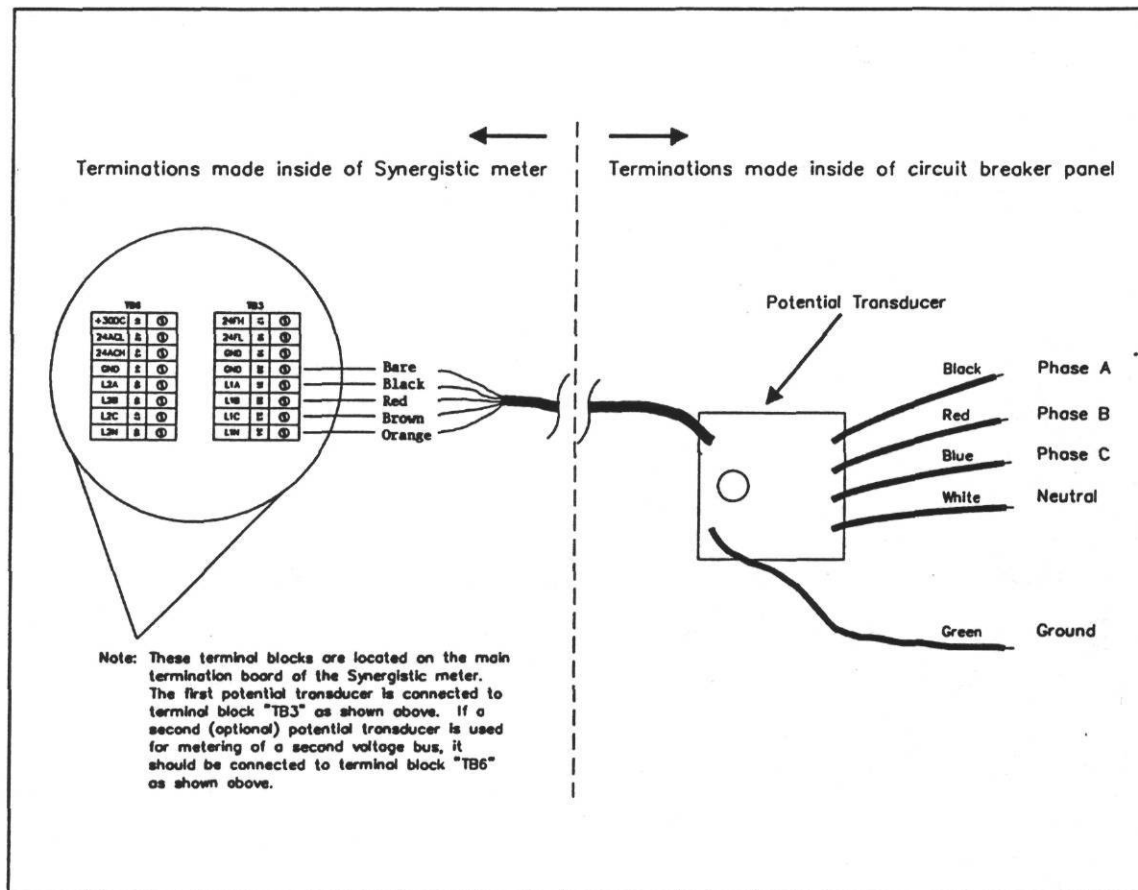 Terminations made inside of Synergistic meter
Terminations made inside of circuit breaker panel
TB3
+30DC
24ACL
24ACH
GND
L2A
L2B
L2C
L2N
24FH
24FL
GND
GND
L1A
L1B
L1C
L1N
Bare
Black
Red
Brown
Orange
Potential Transducer
Black
Phase A
Red
Phase B
Blue
Phase C
White
Neutral
Green
Ground
Note: These terminal blocks are located on the main
termination board of the Synergistic meter.
The first potential transducer is connected to
terminal block "TB3" as shown above. If a
second (optional) potential transducer is used
for metering of a second voltage bus, it
should be connected to terminal block "TB6"
as shown above.